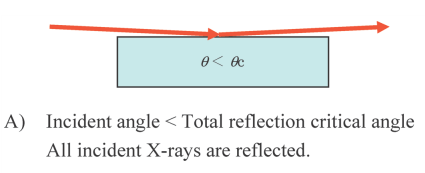 θ < θc
A) Incident angle < Total reflection critical angle
All incident X-rays are reflected.